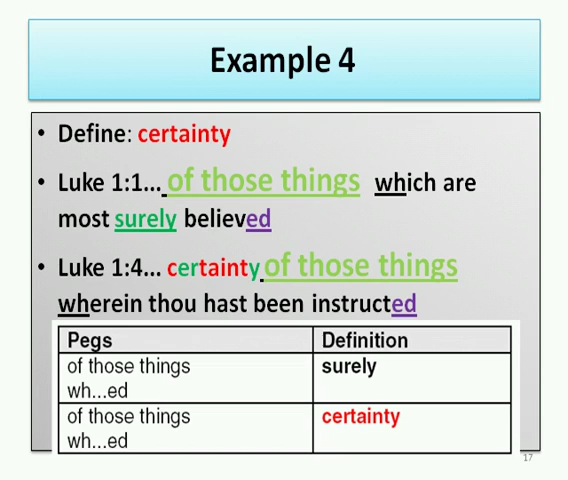 Example 4
• Define: certainty
• Luke 1:1... of those things which are
most surely believed
• Luke 1:4... certainty of those things
wherein thou hast been instructed
Pegs Definition
of those things surely
wh...ed
of those things certainty
wh...ed
17